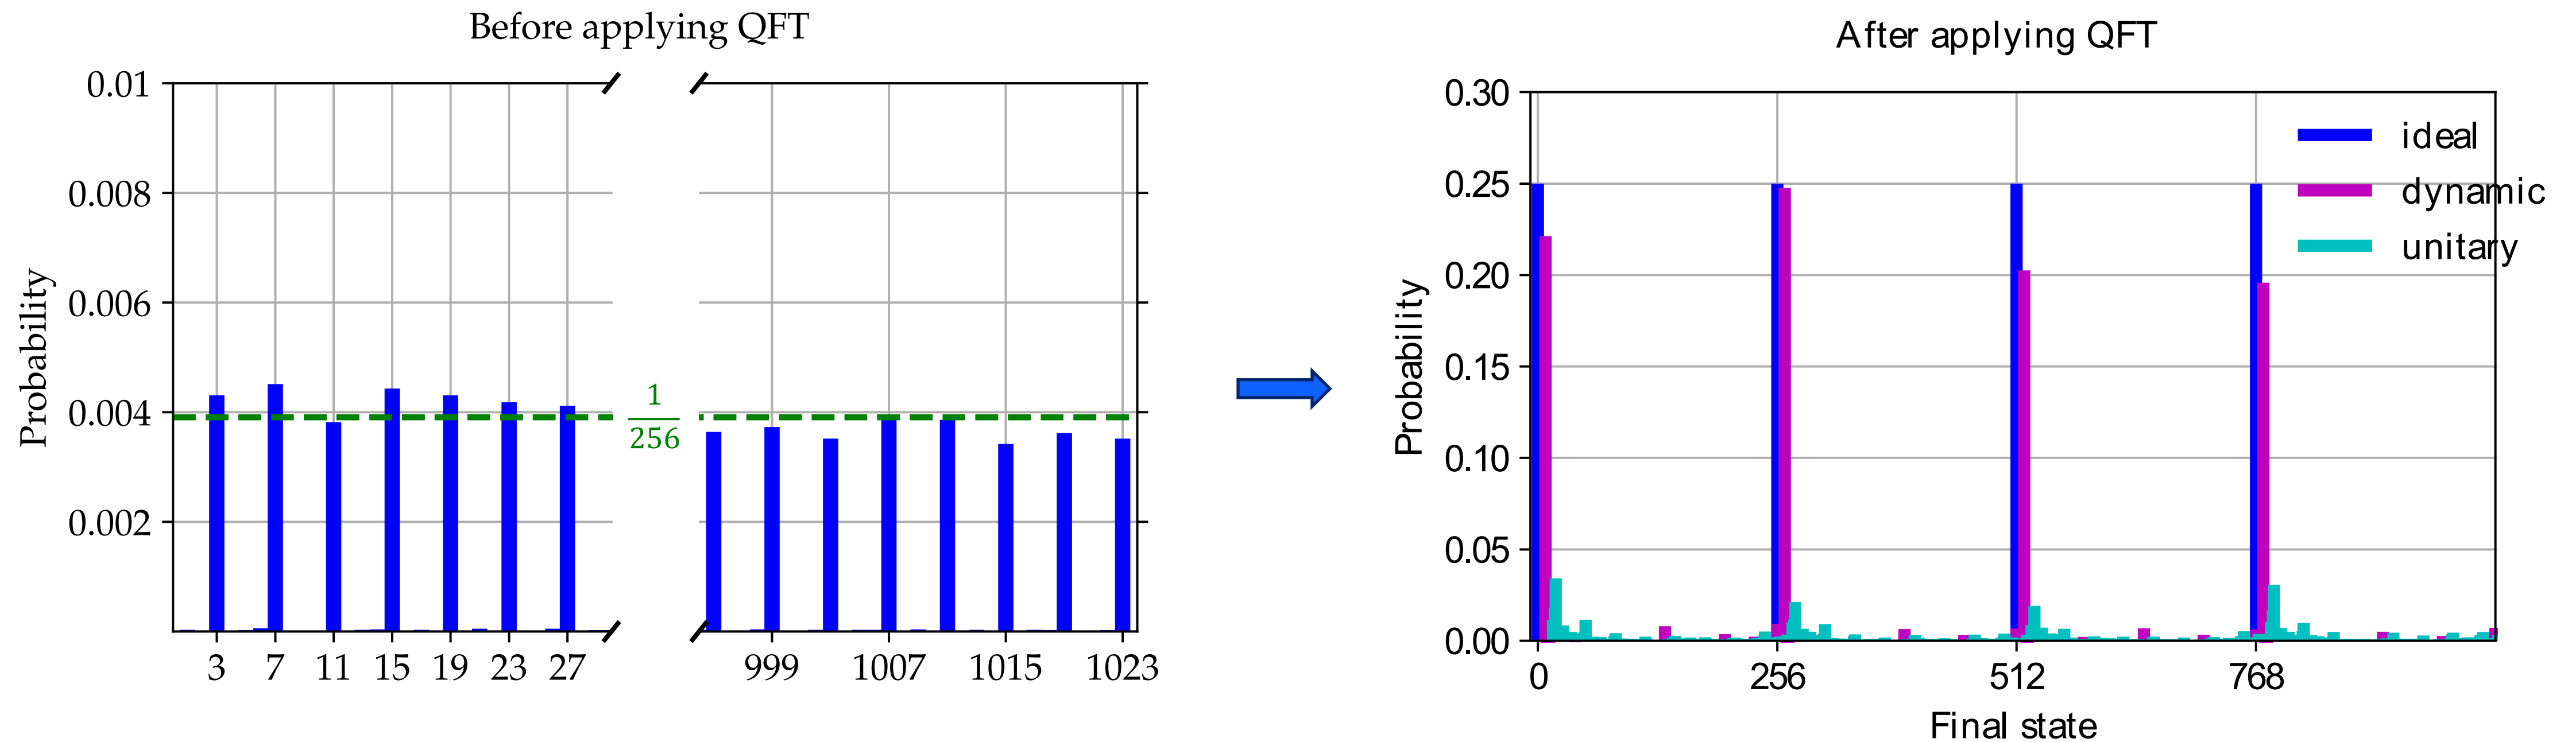 Before applying QFT
Probability
0.01
0.008
0.006
0.004
0.002
1
256
3 7 11 15 19 23 27 999 1007 1015 1023
After applying QFT
Probability
0.30
0.25
0.20
0.15
0.10
0.05
0.00
ideal
dynamic
unitary
0 256 512 768
Final state